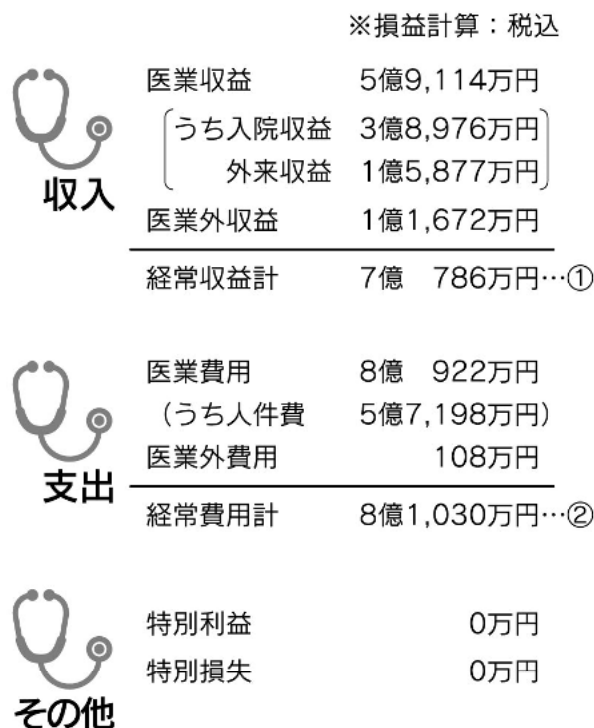 ※損益計算：税込
医業収益 5億9,114万円
うち入院収益 3億8,976万円
外来収益 1億5,877万円
収入
医業外収益 1億1,672万円
経常収益計 7億 786万円…①
医業費用 8億 922万円
（うち人件費 5億7,198万円）
医業外費用 108万円
支出
経常費用計 8億1,030万円…②
特別利益 0万円
特別損失 0万円
その他